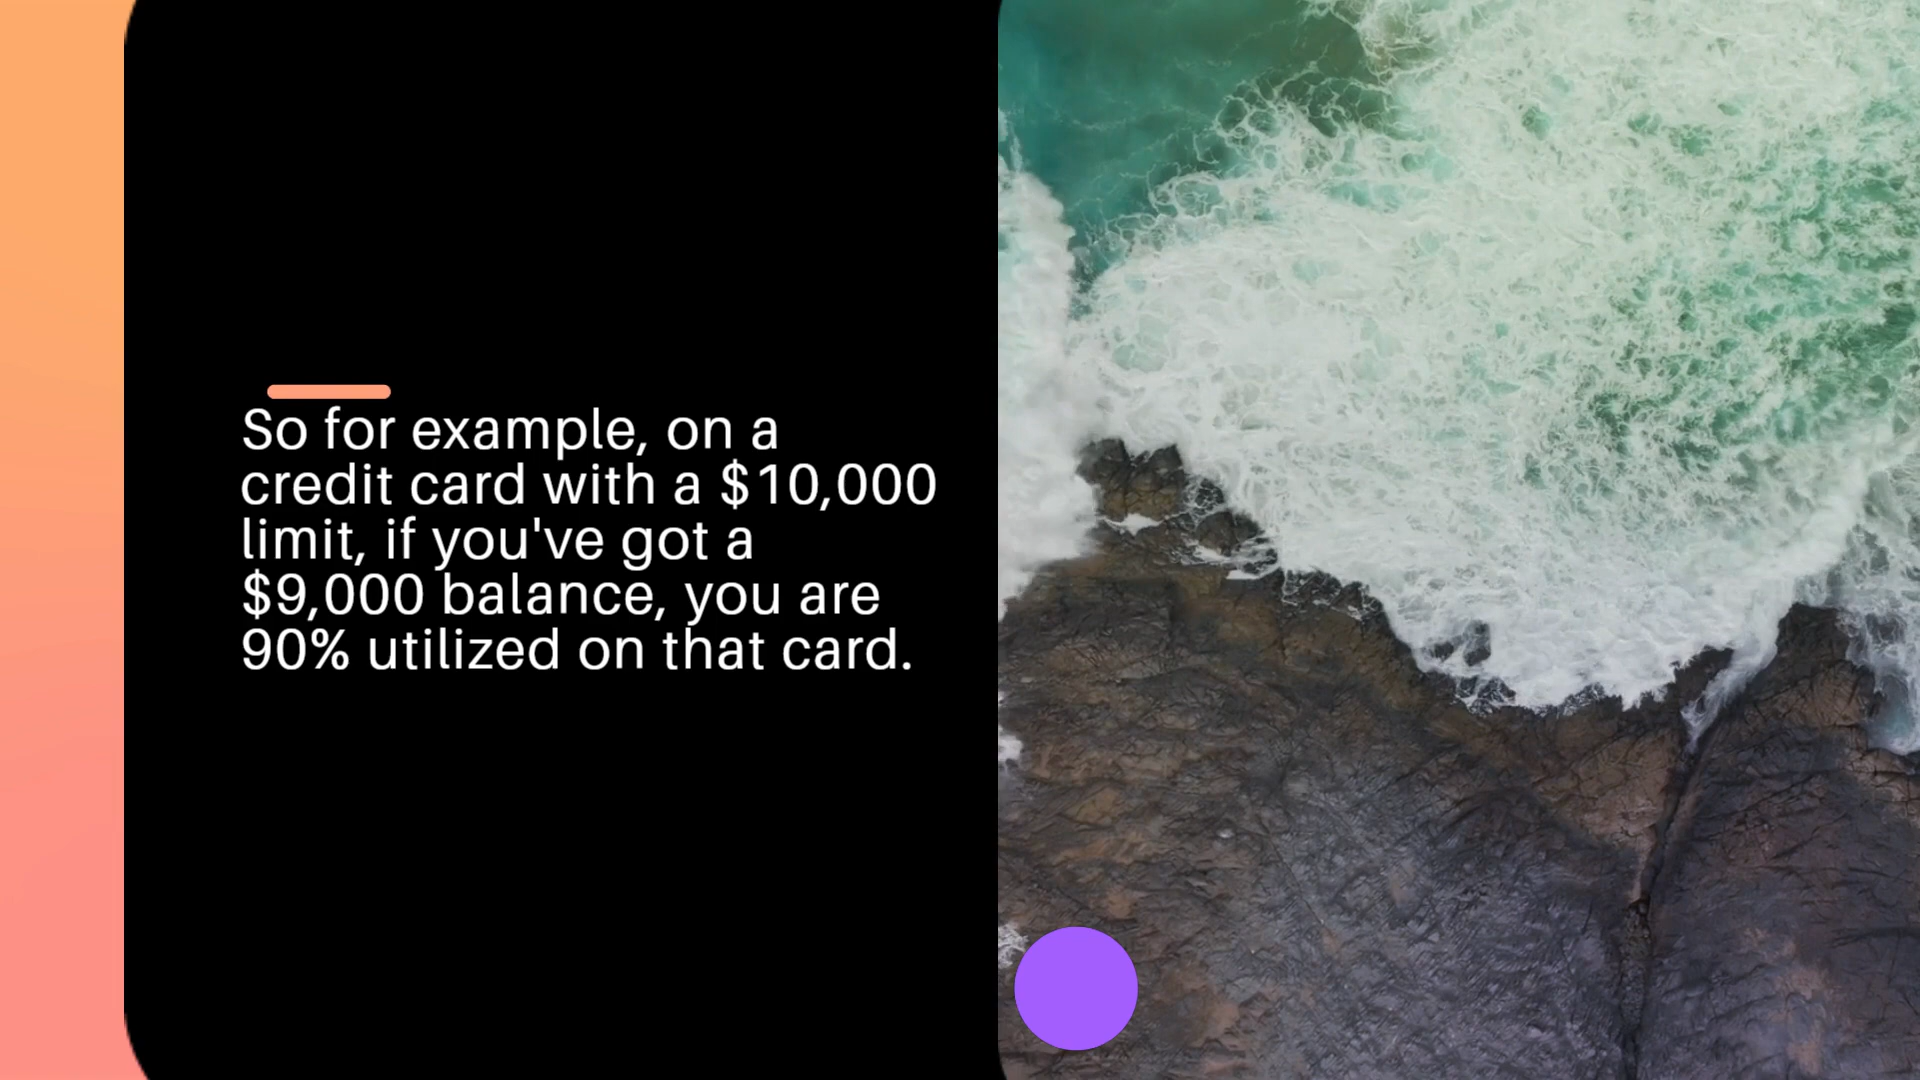 So for example, on a
credit card with a $10,000
limit, if you've got a
$9,000 balance, you are
90% utilized on that card.